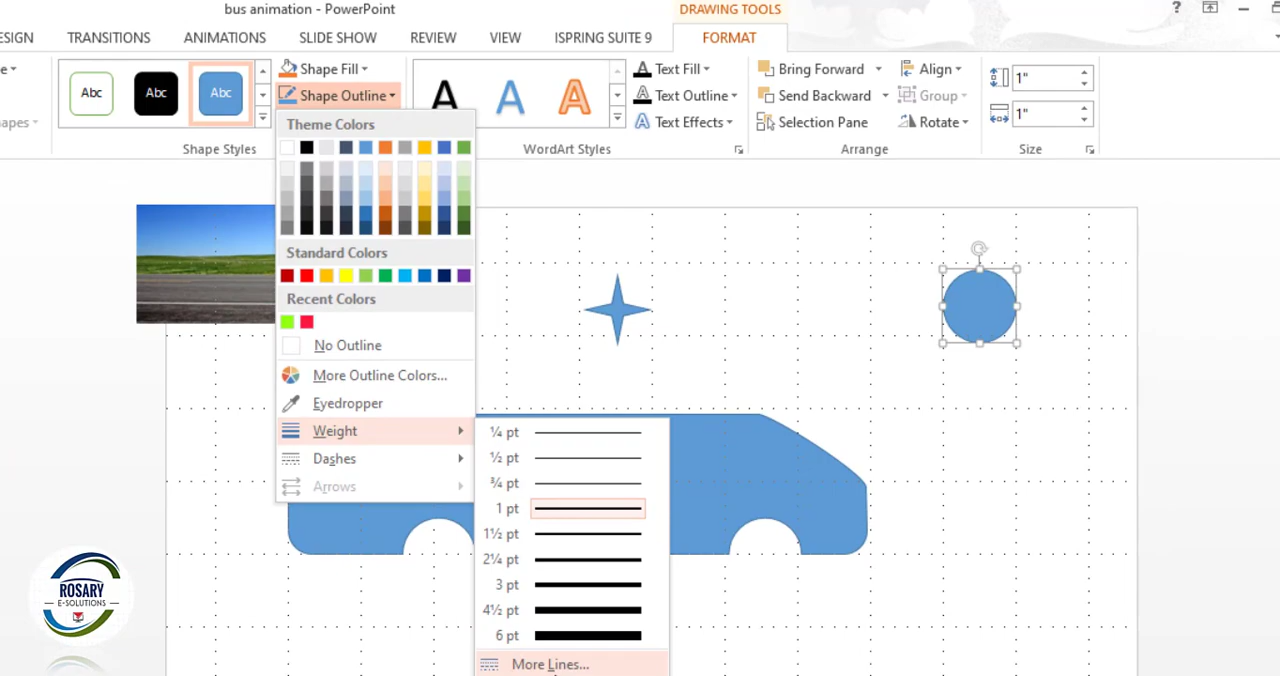 bus animation - PowerPoint
DRAWING TOOLS
?
ESIGN TRANSITIONS ANIMATIONS SLIDE SHOW REVIEW VIEW ISPRING SUITE 9 FORMAT
e
apes
Abc Abc Abc
Shape Styles
Shape Fill
Shape Outline
A A A
WordArt Styles
A Text Fill
A Text Outline
A Text Effects
Bring Forward
Send Backward
Selection Pane
Align
Group
Rotate
Arrange
1"
1"
Size
Theme Colors
Standard Colors
Recent Colors
No Outline
More Outline Colors...
Eyedropper
Weight
Dashes
Arrows
¼ pt
½ pt
¾ pt
1 pt
1½ pt
2¼ pt
3 pt
4½ pt
6 pt
More Lines...
ROSARY
E-SOLUTIONS